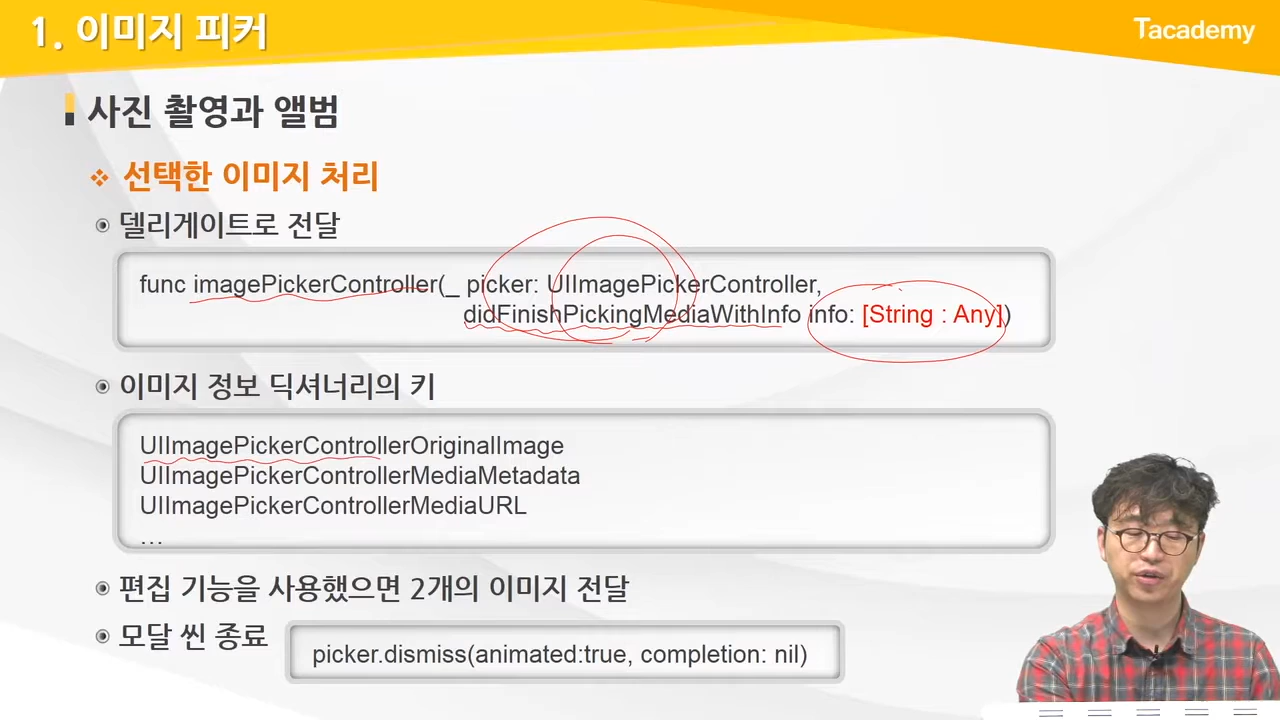 1. 이미지 피커
Tacademy
사진 촬영과 앨범
선택한 이미지 처리
델리게이트로 전달
func imagePickerController(_ picker: UIImagePickerController,
didFinishPickingMediaWithInfo info: [String : Any])
이미지 정보 딕셔너리의 키
UIImagePickerControllerOriginalImage
UIImagePickerControllerMediaMetadata
UIImagePickerControllerMediaURL
...
편집 기능을 사용했으면 2개의 이미지 전달
모달 씬 종료
picker.dismiss(animated:true, completion: nil)